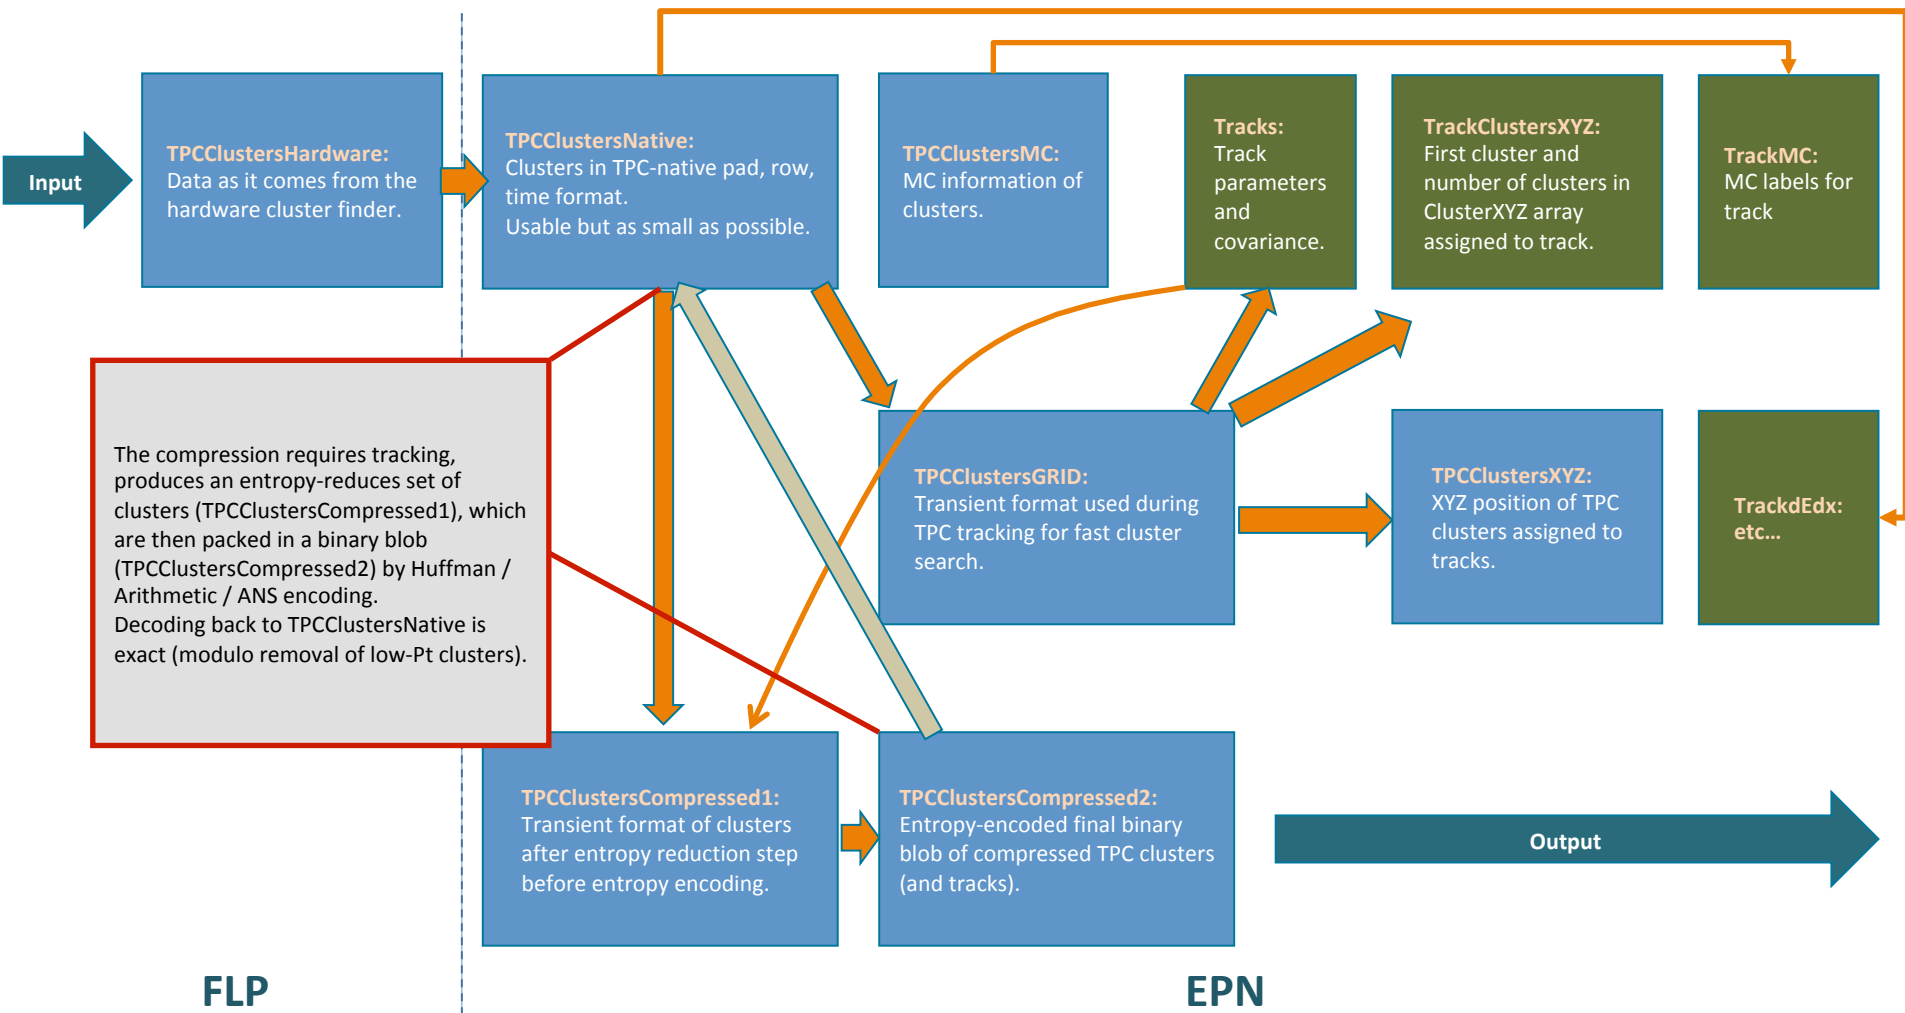 Input
TPCClustersHardware:
Data as it comes from the
hardware cluster finder.
TPCClustersNative:
Clusters in TPC-native pad, row,
time format.
Usable but as small as possible.
TPCClustersMC:
MC information of
clusters.
Tracks:
Track
parameters
and
covariance.
TrackClustersXYZ:
First cluster and
number of clusters in
ClusterXYZ array
assigned to track.
TrackMC:
MC labels for
track
The compression requires tracking,
produces an entropy-reduces set of
clusters (TPCClustersCompressed1), which
are then packed in a binary blob
(TPCClustersCompressed2) by Huffman /
Arithmetic / ANS encoding.
Decoding back to TPCClustersNative is
exact (modulo removal of low-Pt clusters).
TPCClustersGRID:
Transient format used during
TPC tracking for fast cluster
search.
TPCClustersXYZ:
XYZ position of TPC
clusters assigned to
tracks.
TrackdEdx:
etc...
TPCClustersCompressed1:
Transient format of clusters
after entropy reduction step
before entropy encoding.
TPCClustersCompressed2:
Entropy-encoded final binary
blob of compressed TPC clusters
(and tracks).
Output
FLP
EPN